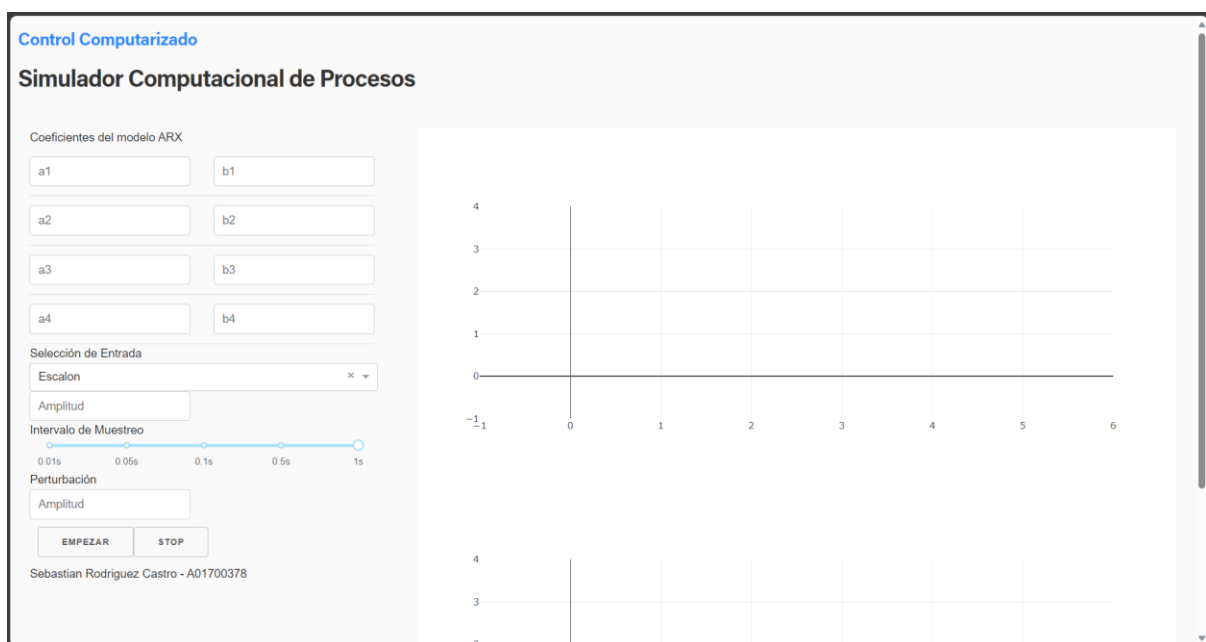 Control Computarizado
Simulador Computacional de Procesos
Coeficientes del modelo ARX
a1 b1
a2 b2
a3 b3
a4 b4
Selección de Entrada
Escalon × 
Amplitud
Intervalo de Muestreo
0.01s 0.05s 0.1s 0.5s 1s
Perturbación
Amplitud
EMPEZAR STOP
Sebastian Rodriguez Castro - A01700378
4
3
2
1
0
−1
−1 0 1 2 3 4 5 6
4
3